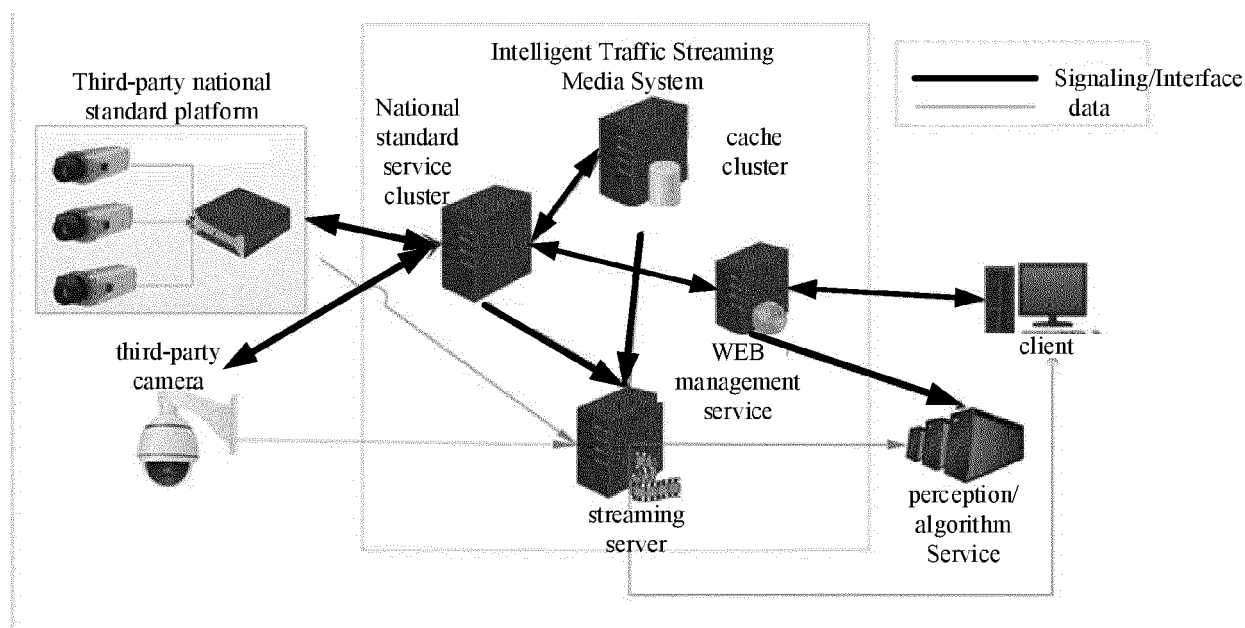 Intelligent Traffic Streaming
Media System
Signaling/Interface
data
Third-party national
standard platform
National
standard
service
cluster
cache
cluster
third-party
camera
WEB
management
service
client
streaming
server
perception/
algorithm
Service